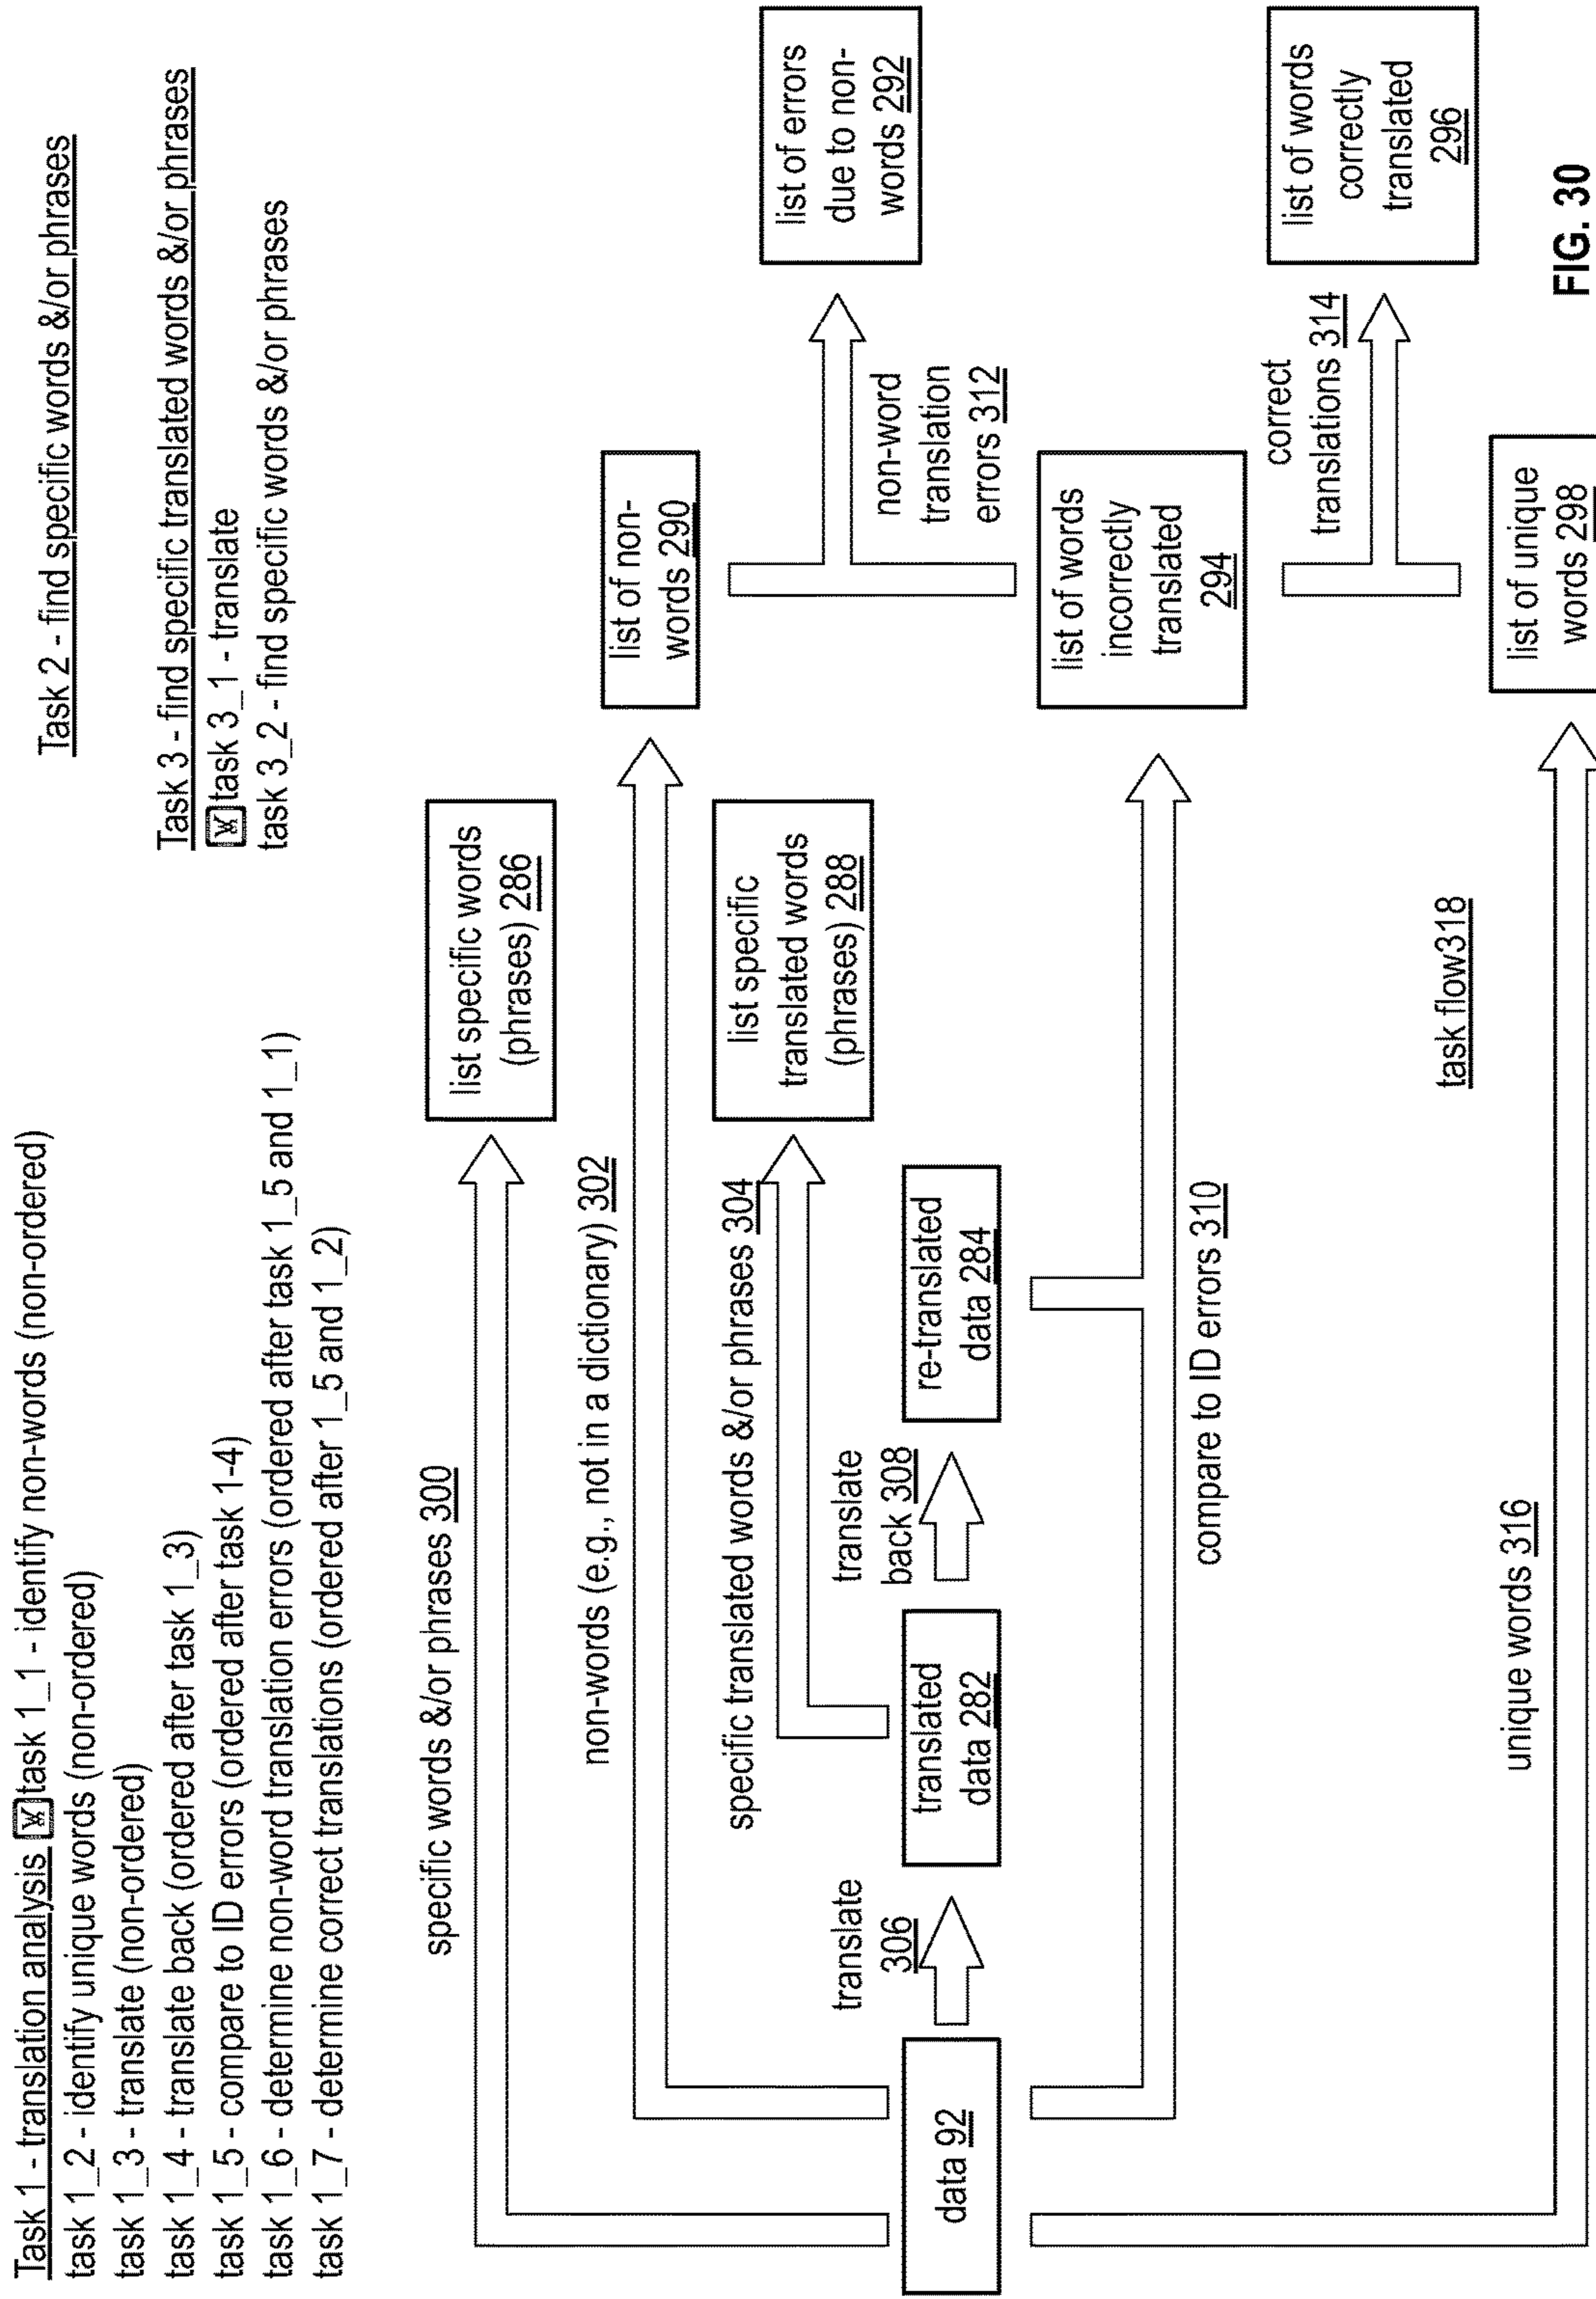 Task 1 - translation analysis task 1_1 - identify non-words (non-ordered)
task 1_2 - identify unique words (non-ordered)
task 1_3 - translate (non-ordered)
task 1_4 - translate back (ordered after task 1_3)
task 1_5 - compare to ID errors (ordered after task 1-4)
task 1_6 - determine non-word translation errors (ordered after task 1_5 and 1_1)
task 1_7 - determine correct translations (ordered after 1_5 and 1_2)
Task 2 - find specific words &/or phrases
Task 3 - find specific translated words &/or phrases
task 3_1 - translate
task 3_2 - find specific words &/or phrases
specific words &/or phrases 300
list specific words
(phrases) 286
non-words (e.g., not in a dictionary) 302
list of non-
words 290
specific translated words &/or phrases 304
list specific
translated words
(phrases) 288
list of errors
due to non-
words 292
data 92
translate
306
translated
data 282
translate
back 308
re-translated
data 284
non-word
translation
errors 312
compare to ID errors 310
list of words
incorrectly
translated
294
correct
translations 314
list of words
correctly
translated
296
unique words 316
task flow318
list of unique
words 298
FIG. 30